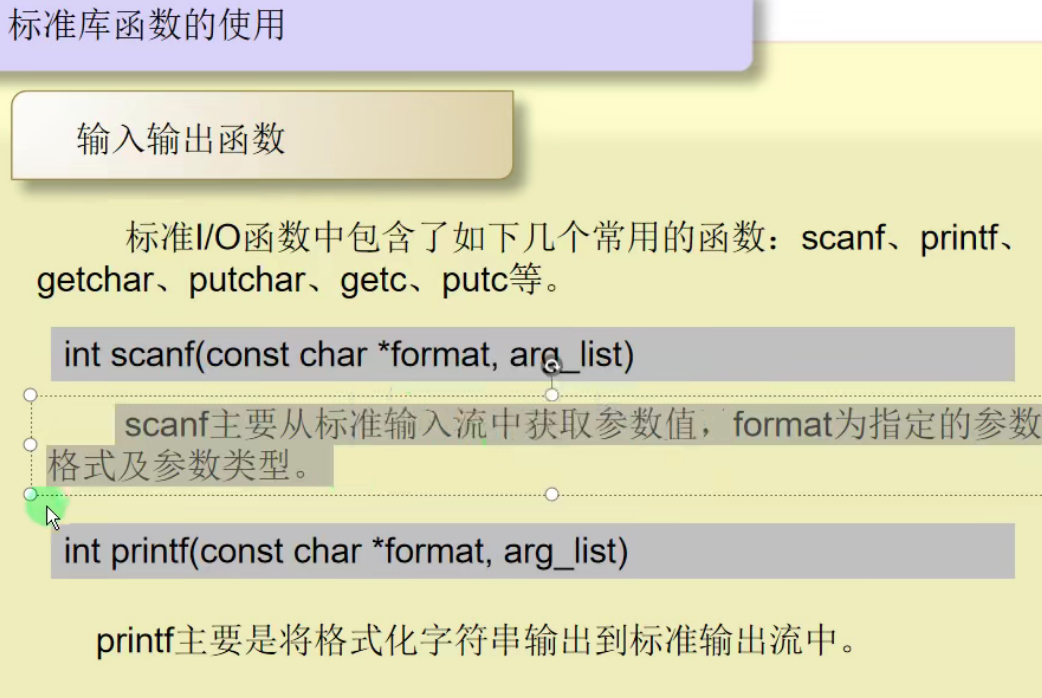 标准库函数的使用
输入输出函数
标准I/O函数中包含了如下几个常用的函数：scanf、printf、
getchar、putchar、getc、putc等。
int scanf(const char *format, arg_list)
scanf主要从标准输入流中获取参数值，format为指定的参数
格式及参数类型。
int printf(const char *format, arg_list)
printf主要是将格式化字符串输出到标准输出流中。